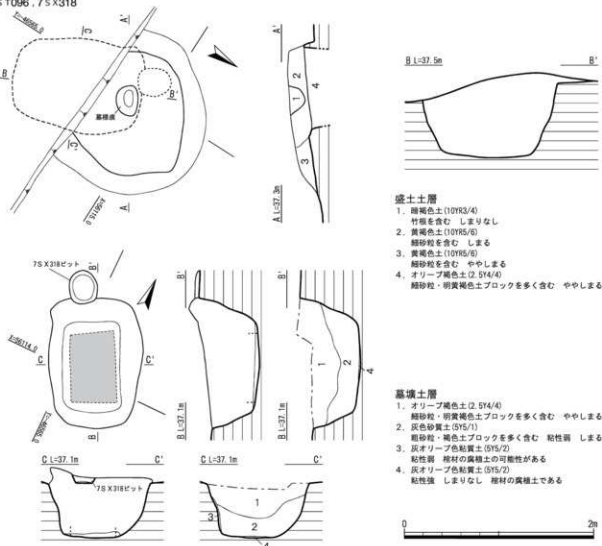 ST096，7SX318
A'
C
B
B'
墓標痕
C'
A
A'
2
1
4
3
A L=37.3m
B L=37.5m
B'
盛土土層
1. 暗褐色土(10YR3/4)
竹根を含む しまりなし
2. 黄褐色土(10YR5/6)
細砂粒を含む しまる
3. 黄褐色土(10YR5/6)
細砂粒を含む ややしまる
4. オリーブ褐色土(2.5Y4/4)
細砂粒・明黄褐色土ブロックを多く含む ややしまる
7SX318ピット
B'
C
C'
B
X=56114.0
B'
B L=37.1m
B'
1
2
4
B L=37.1m
墓壙土層
1. オリーブ褐色土(2.5Y4/4)
細砂粒・明黄褐色土ブロックを多く含む ややしまる
2. 灰色砂質土(5Y5/1)
粗砂粒・褐色土ブロックを多く含む 粘性弱 しまる
3. 灰オリーブ色粘質土(5Y5/2)
粘性弱 棺材の腐植土の可能性がある
4. 灰オリーブ色粘質土(5Y5/2)
粘性強 しまりなし 棺材の腐植土である
C L=37.1m
C'
7SX318ピット
C L=37.1m
C'
1
3
2
4
0
2m